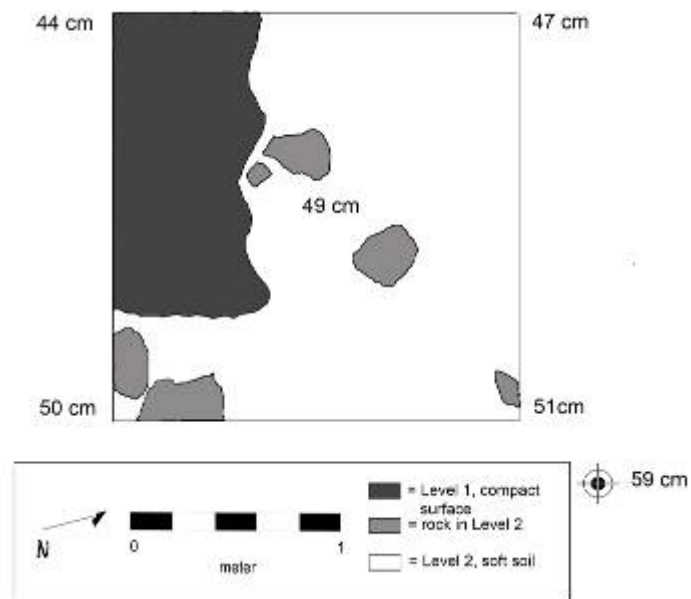 44 cm
47 cm
49 cm
50 cm
51cm
59 cm
= Level 1, compact
surface
= rock in Level 2
= Level 2, soft soil
N
0
1
meter